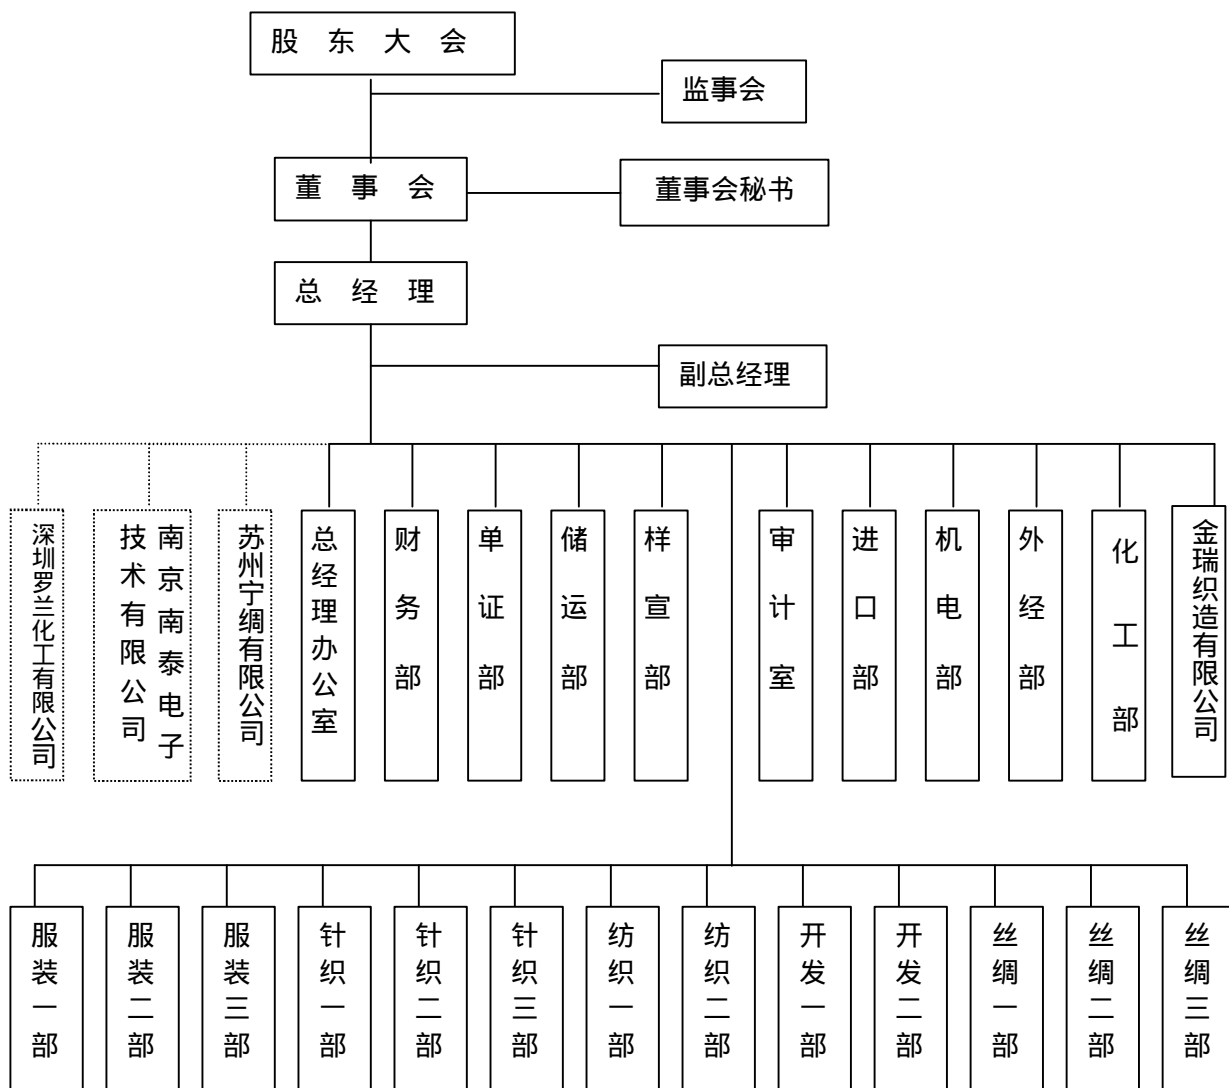 股 东 大 会
监事会
董 事 会
董事会秘书
总 经 理
副总经理
深圳罗兰化工有限公司
南京南泰电子
技术有限公司
苏州宁绸有限公司
总经理办公室
财务部
单证部
储运部
样宣部
审计室
进口部
机电部
外经部
化工部
金瑞织造有限公司
服装一部
服装二部
服装三部
针织一部
针织二部
针织三部
纺织一部
纺织二部
开发一部
开发二部
丝绸一部
丝绸二部
丝绸三部